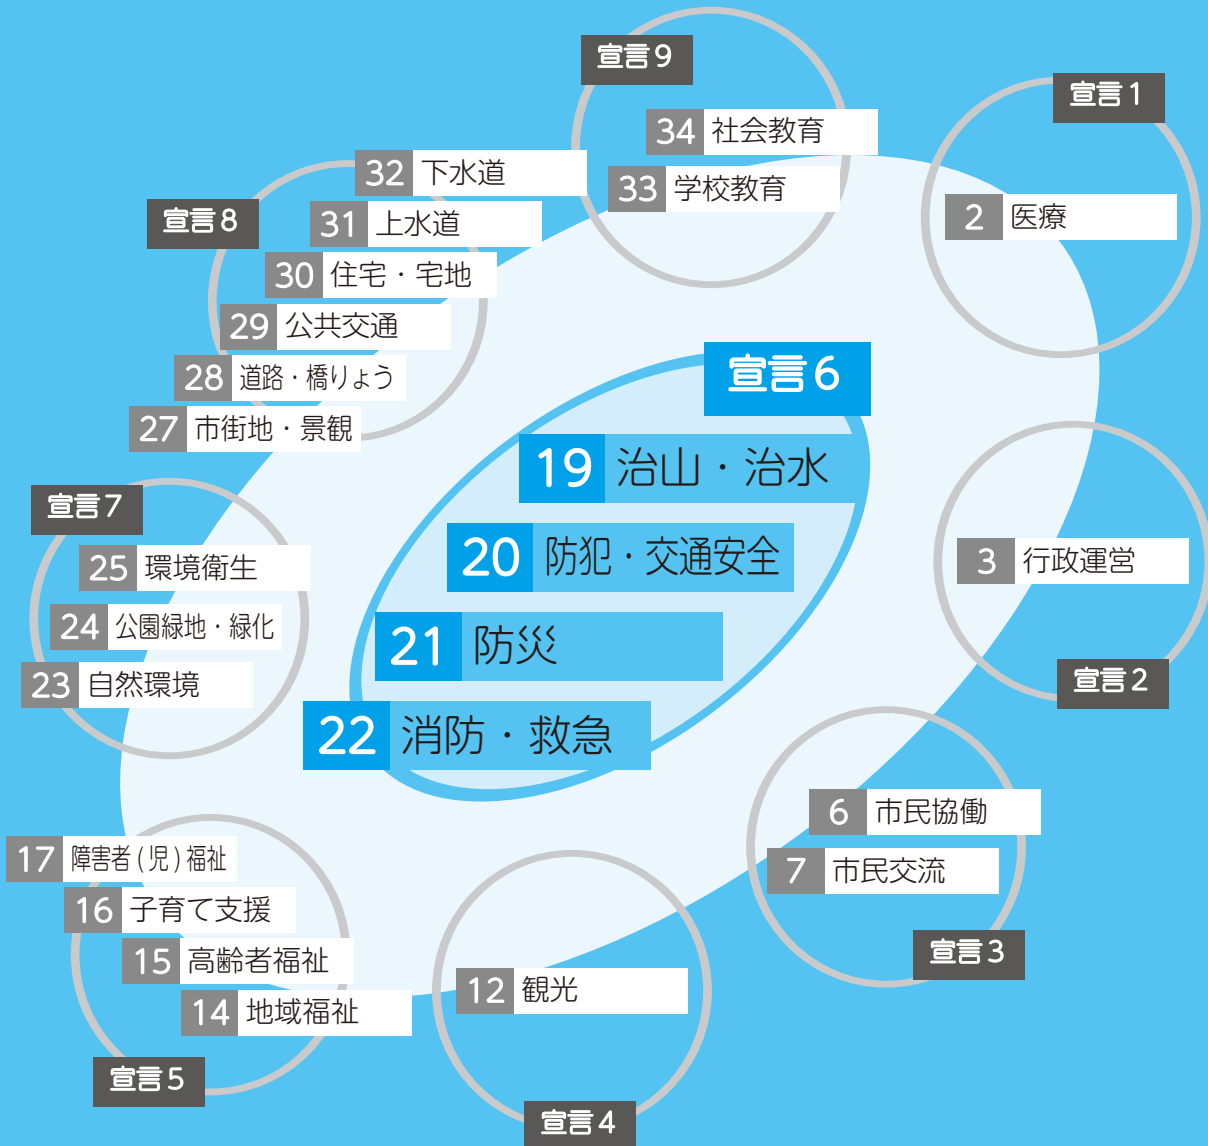 宣言9
34 社会教育
33 学校教育
宣言1
2 医療
宣言8
32 下水道
31 上水道
30 住宅・宅地
29 公共交通
28 道路・橋りょう
27 市街地・景観
宣言6
19 治山・治水
20 防犯・交通安全
21 防災
22 消防・救急
宣言7
25 環境衛生
24 公園緑地・緑化
23 自然環境
3 行政運営
宣言2
6 市民協働
7 市民交流
宣言3
17 障害者(児)福祉
16 子育て支援
15 高齢者福祉
14 地域福祉
宣言5
12 観光
宣言4